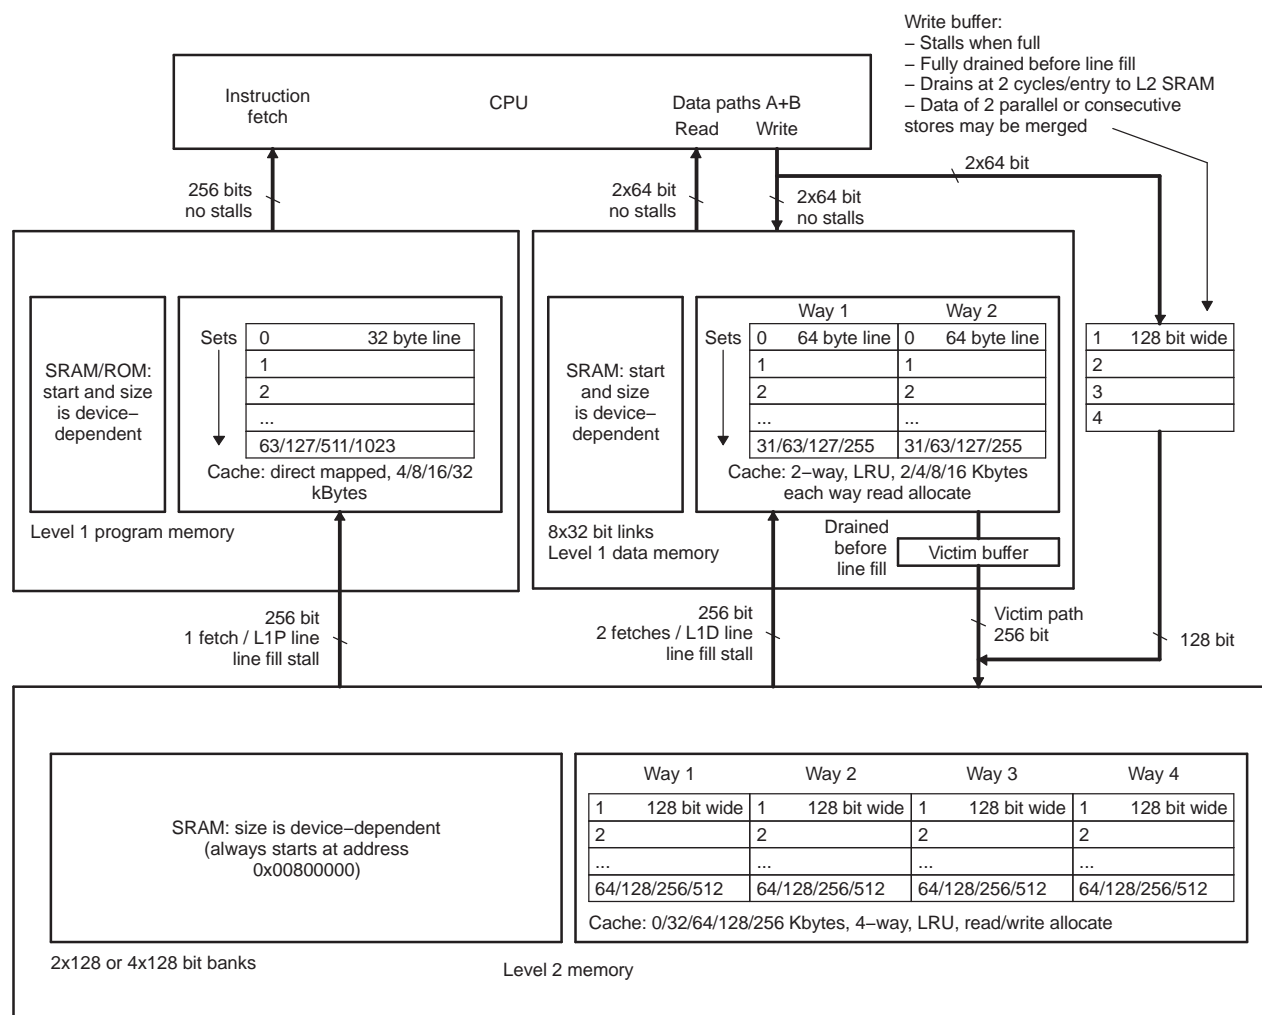 Write buffer:
– Stalls when full
– Fully drained before line fill
– Drains at 2 cycles/entry to L2 SRAM
– Data of 2 parallel or consecutive
stores may be merged
Instruction
fetch
CPU
Data paths A+B
Read
Write
256 bits
no stalls
2x64 bit
no stalls
2x64 bit
no stalls
2x64 bit
SRAM/ROM:
start and size
is device–
dependent
Sets
0 32 byte line
1
2
...
63/127/511/1023
Cache: direct mapped, 4/8/16/32
kBytes
Level 1 program memory
SRAM: start
and size
is device–
dependent
Way 1 Way 2
Sets
0 64 byte line 0 64 byte line
1 1
2 2
... ...
31/63/127/255 31/63/127/255
Cache: 2–way, LRU, 2/4/8/16 Kbytes
each way read allocate
8x32 bit links
Level 1 data memory
Drained
before
line fill
Victim buffer
1 128 bit wide
2
3
4
256 bit
1 fetch / L1P line
line fill stall
256 bit
2 fetches / L1D line
line fill stall
Victim path
256 bit
128 bit
SRAM: size is device–dependent
(always starts at address
0x00800000)
Way 1 Way 2 Way 3 Way 4
1 128 bit wide 1 128 bit wide 1 128 bit wide 1 128 bit wide
2 2 2 2
... ... ... ...
64/128/256/512 64/128/256/512 64/128/256/512 64/128/256/512
Cache: 0/32/64/128/256 Kbytes, 4–way, LRU, read/write allocate
2x128 or 4x128 bit banks
Level 2 memory